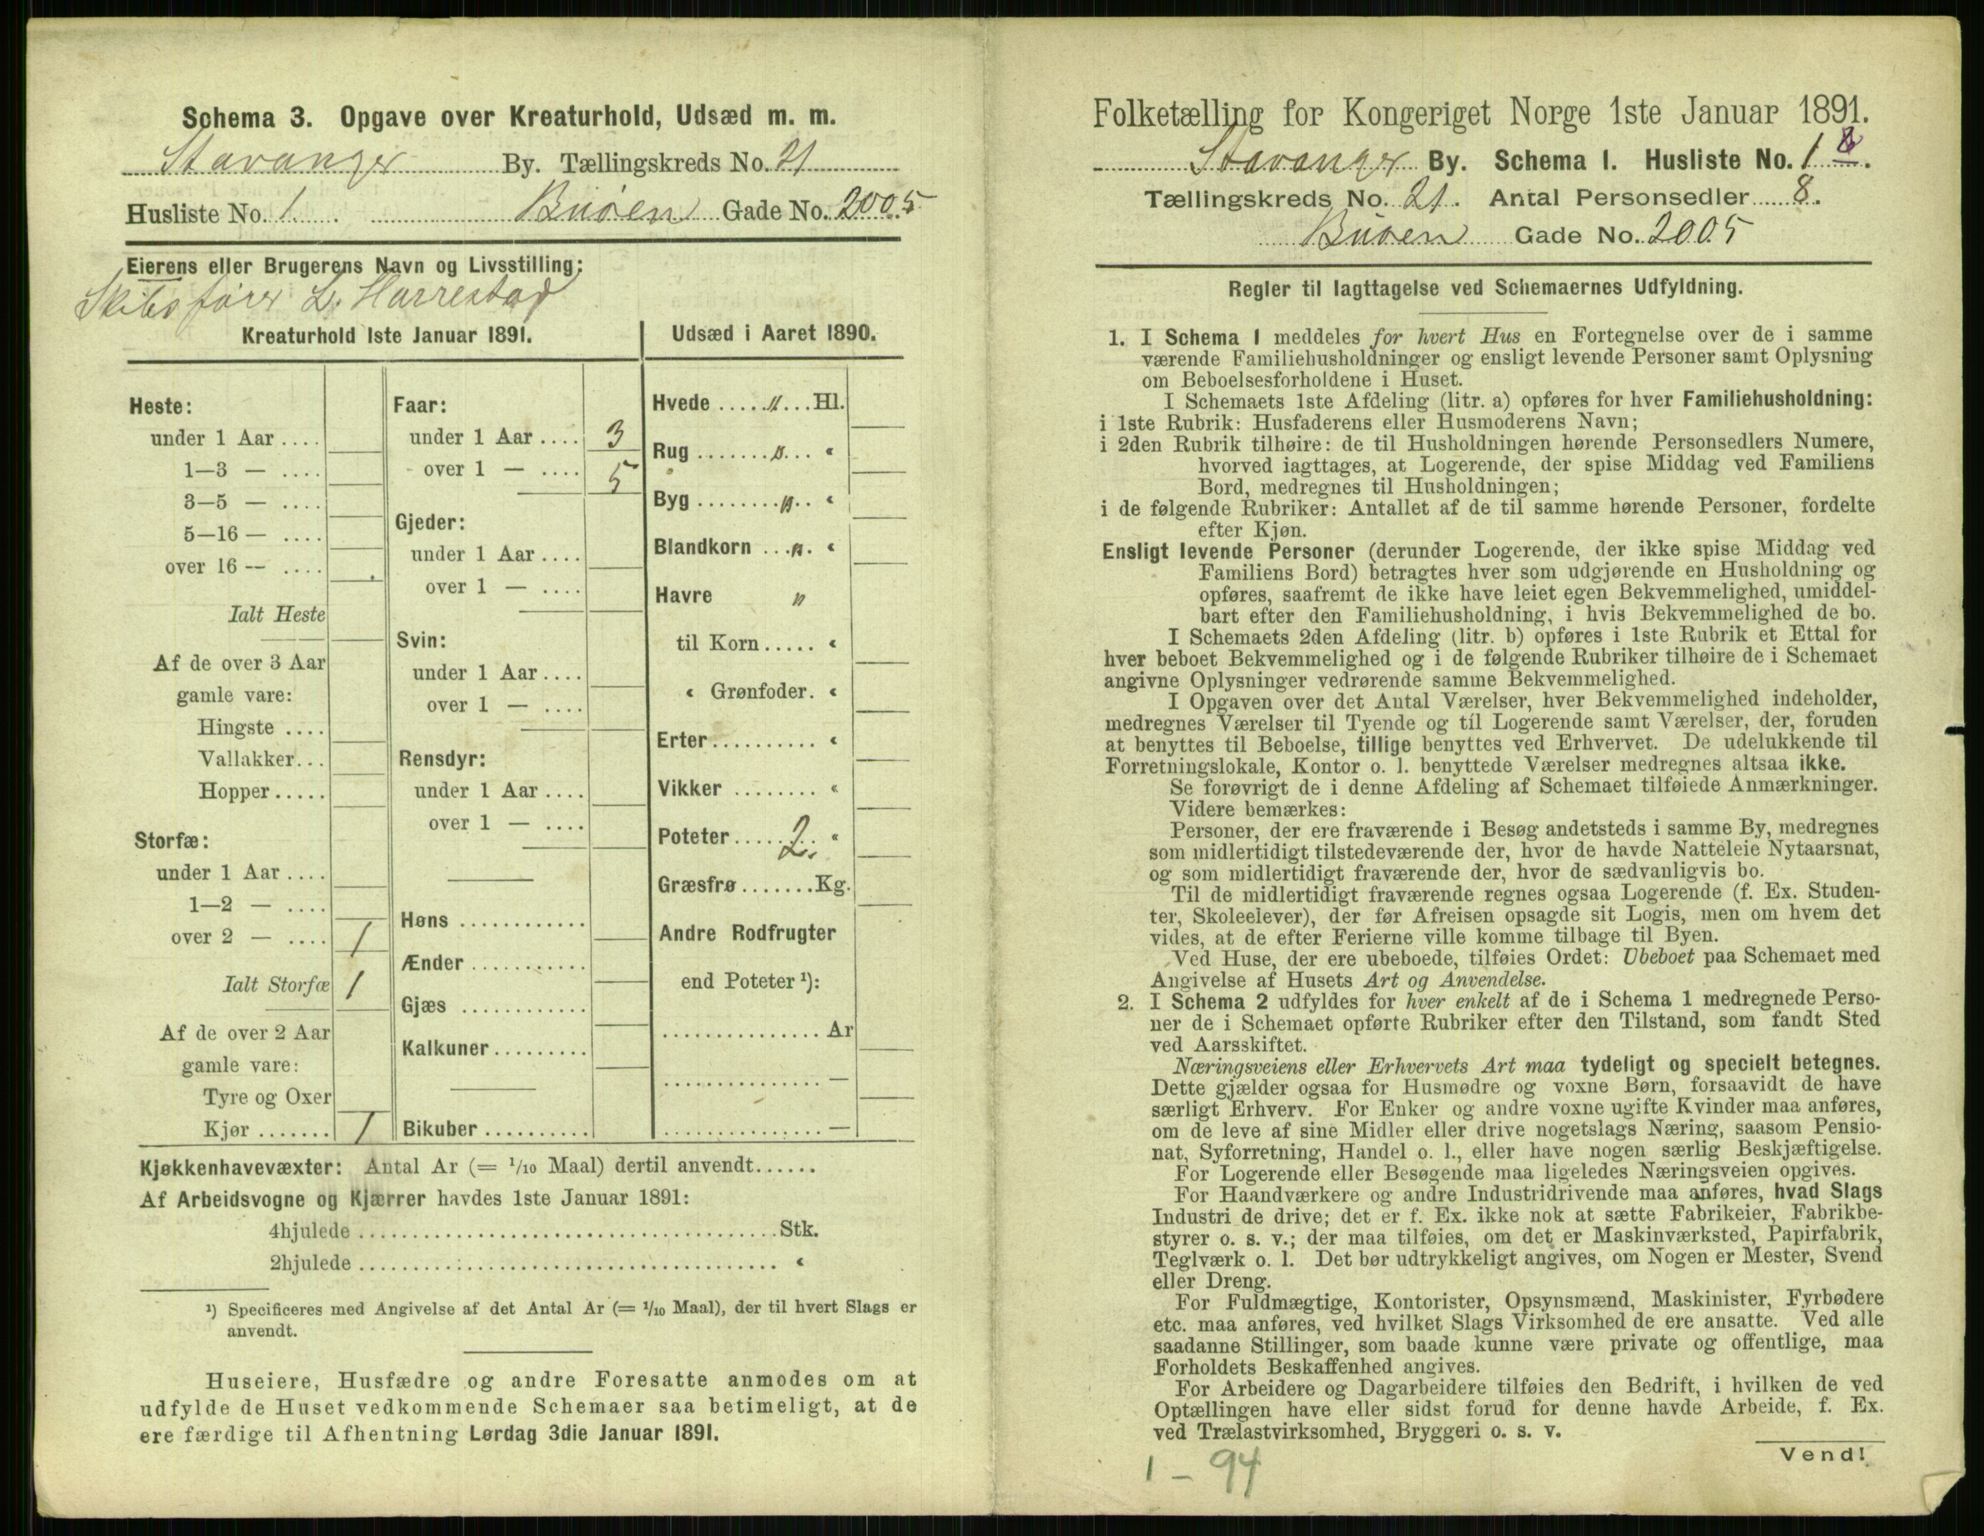 Schema 3. Opgave over Kreaturhold, Udsæd m. m.
Stavanger By. Tællingskreds No. 21
Husliste No. 1. Buøen Gade No. 2005
Eierens eller Brugerens Navn og Livsstilling:
Skibsfører L. Harrestad
Kreaturhold 1ste Januar 1891.
Heste:
under 1 Aar ....
1—3 — ....
3—5 — ....
5—16 — ....
over 16 — ....
Ialt Heste
Af de over 3 Aar
gamle vare:
Hingste ....
Vallakker...
Hopper.....
Storfæ:
under 1 Aar ....
1—2 — ....
over 2 — .... 1
Ialt Storfæ 1
Af de over 2 Aar
gamle vare:
Tyre og Oxer
Kjør ....... 1
Faar:
under 1 Aar .... 3
over 1 — .... 5
Gjeder:
under 1 Aar ....
over 1 — ....
Svin:
under 1 Aar ....
over 1 — ....
Rensdyr:
under 1 Aar ....
over 1 — ....
Høns ............
Ænder ...........
Gjæs ............
Kalkuner.........
Bikuber ..........
Udsæd i Aaret 1890.
Hvede ....."... Hl.
Rug ......."... «
Byg ........".. «
Blandkorn ...". «
Havre "
til Korn..... «
« Grønfoder. «
Erter.......... «
Vikker ........ «
Poteter...... 2. «
Græsfrø.......Kg.
Andre Rodfrugter
end Poteter ¹):
.............. Ar
.............. —
.............. —
Kjøkkenhavevæxter: Antal Ar (= 1/10 Maal) dertil anvendt......
Af Arbeidsvogne og Kjærrer havdes 1ste Januar 1891:
4hjulede ........................................Stk.
2hjulede ........................................ «
¹) Specificeres med Angivelse af det Antal Ar (= 1/10 Maal), der til hvert Slags er
anvendt.
Huseiere, Husfædre og andre Foresatte anmodes om at
udfylde de Huset vedkommende Schemaer saa betimeligt, at de
ere færdige til Afhentning Lørdag 3die Januar 1891.
Folketælling for Kongeriget Norge 1ste Januar 1891.
Stavanger By. Schema 1. Husliste No. 1
Tællingskreds No. 21. Antal Personsedler 8.
Buøen Gade No. 2005
Regler til Iagttagelse ved Schemaernes Udfyldning.
1. I Schema 1 meddeles for hvert Hus en Fortegnelse over de i samme
værende Familiehusholdninger og ensligt levende Personer samt Oplysning
om Beboelsesforholdene i Huset.
I Schemaets 1ste Afdeling (litr. a) opføres for hver Familiehusholdning:
i 1ste Rubrik: Husfaderens eller Husmoderens Navn;
i 2den Rubrik tilhøire: de til Husholdningen hørende Personsedlers Numere,
hvorved iagttages, at Logerende, der spise Middag ved Familiens
Bord, medregnes til Husholdningen;
i de følgende Rubriker: Antallet af de til samme hørende Personer, fordelte
efter Kjøn.
Ensligt levende Personer (derunder Logerende, der ikke spise Middag ved
Familiens Bord) betragtes hver som udgjørende en Husholdning og
opføres, saafremt de ikke have leiet egen Bekvemmelighed, umiddel-
bart efter den Familiehusholdning, i hvis Bekvemmelighed de bo.
I Schemaets 2den Afdeling (litr. b) opføres i 1ste Rubrik et Ettal for
hver beboet Bekvemmelighed og i de følgende Rubriker tilhøire de i Schemaet
angivne Oplysninger vedrørende samme Bekvemmelighed.
I Opgaven over det Antal Værelser, hver Bekvemmelighed indeholder,
medregnes Værelser til Tyende og til Logerende samt Værelser, der, foruden
at benyttes til Beboelse, tillige benyttes ved Erhvervet. De udelukkende til
Forretningslokale, Kontor o. l. benyttede Værelser medregnes altsaa ikke.
Se forøvrigt de i denne Afdeling af Schemaet tilføiede Anmærkninger.
Videre bemærkes:
Personer, der ere fraværende i Besøg andetsteds i samme By, medregnes
som midlertidigt tilstedeværende der, hvor de havde Natteleie Nytaarsnat,
og som midlertidigt fraværende der, hvor de sædvanligvis bo.
Til de midlertidigt fraværende regnes ogsaa Logerende (f. Ex. Studen-
ter, Skoleelever), der før Afreisen opsagde sit Logis, men om hvem det
vides, at de efter Ferierne ville komme tilbage til Byen.
Ved Huse, der ere ubeboede, tilføies Ordet: Ubeboet paa Schemaet med
Angivelse af Husets Art og Anvendelse.
2. I Schema 2 udfyldes for hver enkelt af de i Schema 1 medregnede Perso-
ner de i Schemaet opførte Rubriker efter den Tilstand, som fandt Sted
ved Aarsskiftet.
Næringsveiens eller Erhvervets Art maa tydeligt og specielt betegnes.
Dette gjælder ogsaa for Husmødre og voxne Børn, forsaavidt de have
særligt Erhverv. For Enker og andre voxne ugifte Kvinder maa anføres,
om de leve af sine Midler eller drive nogetslags Næring, saasom Pensio-
nat, Syforretning, Handel o. l., eller have nogen særlig Beskjæftigelse.
For Logerende eller Besøgende maa ligeledes Næringsveien opgives.
For Haandværkere og andre Industridrivende maa anføres, hvad Slags
Industri de drive; det er f. Ex. ikke nok at sætte Fabrikeier, Fabrikbe-
styrer o. s. v.; der maa tilføies, om det er Maskinværksted, Papirfabrik,
Teglværk o. l. Det bør udtrykkeligt angives, om Nogen er Mester, Svend
eller Dreng.
For Fuldmægtige, Kontorister, Opsynsmænd, Maskinister, Fyrbødere
etc. maa anføres, ved hvilket Slags Virksomhed de ere ansatte. Ved alle
saadanne Stillinger, som baade kunne være private og offentlige, maa
Forholdets Beskaffenhed angives.
For Arbeidere og Dagarbeidere tilføies den Bedrift, i hvilken de ved
Optællingen have eller sidst forud for denne havde Arbeide, f. Ex.
ved Trælastvirksomhed, Bryggeri o. s. v.
Vend!
1 - 94